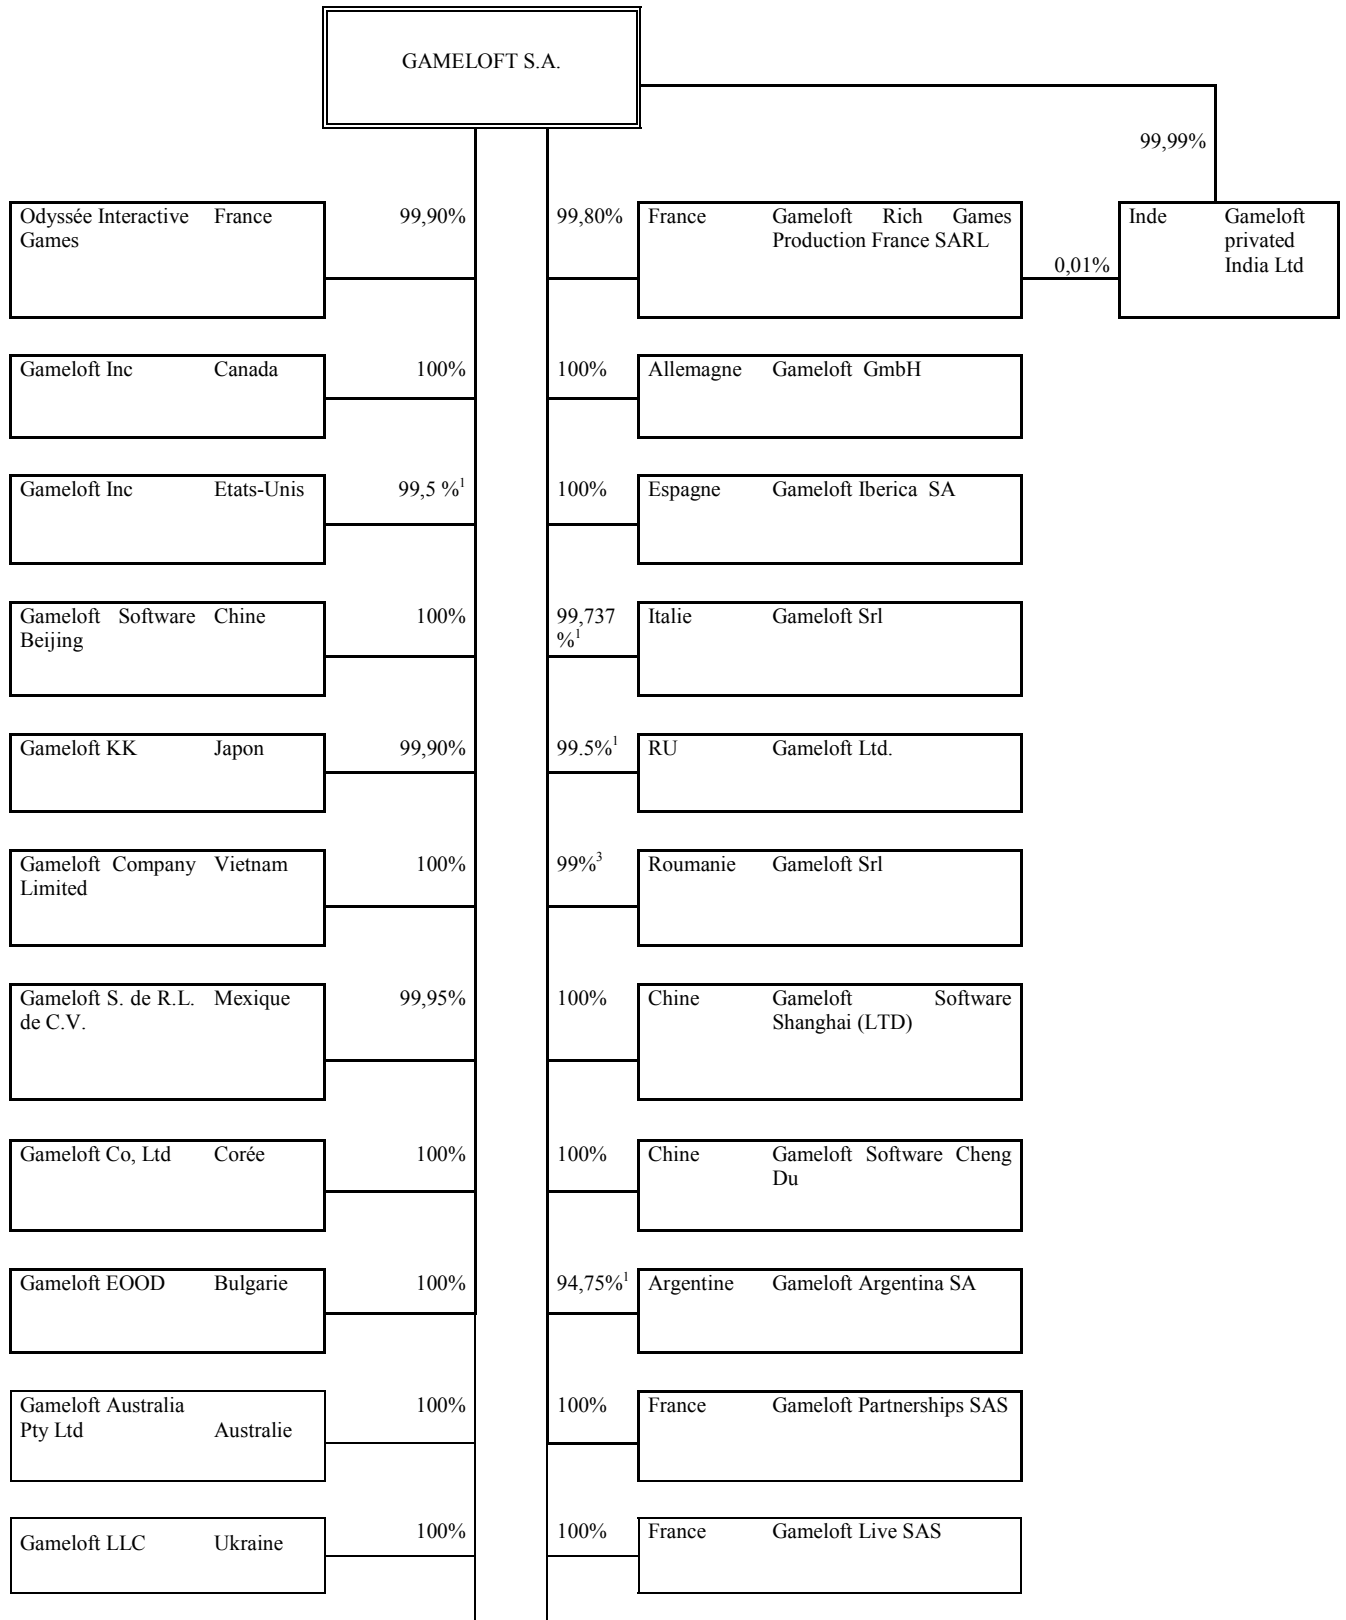 GAMELOFT S.A.
99,99%
Odyssée Interactive France 99,90% 99,80% France Gameloft Rich Games Inde Gameloft
Games Production France SARL privated
0,01% India Ltd
Gameloft Inc Canada 100% 100% Allemagne Gameloft GmbH
Gameloft Inc Etats-Unis 99,5 %1 100% Espagne Gameloft Iberica SA
Gameloft Software Chine 100% 99,737 Italie Gameloft Srl
Beijing %1
Gameloft KK Japon 99,90% 99.5%1 RU Gameloft Ltd.
Gameloft Company Vietnam 100% 99%3 Roumanie Gameloft Srl
Limited
Gameloft S. de R.L. Mexique 99,95% 100% Chine Gameloft Software
de C.V. Shanghai (LTD)
Gameloft Co, Ltd Corée 100% 100% Chine Gameloft Software Cheng
Du
Gameloft EOOD Bulgarie 100% 94,75%1 Argentine Gameloft Argentina SA
Gameloft Australia 100% 100% France Gameloft Partnerships SAS
Pty Ltd Australie
Gameloft LLC Ukraine 100% 100% France Gameloft Live SAS